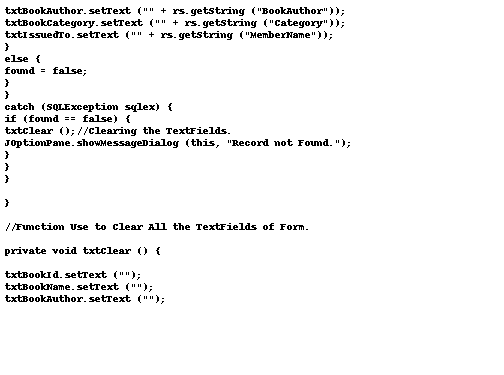 txtBookAuthor.setText ("" + rs.getString ("BookAuthor"));
txtBookCategory.setText ("" + rs.getString ("Category"));
txtIssuedTo.setText ("" + rs.getString ("MemberName"));
}
else {
found = false;
}
}
catch (SQLException sqlex) {
if (found == false) {
txtClear ();//Clearing the TextFields.
JOptionPane.showMessageDialog (this, "Record not Found.");
}
}
}
}
//Function Use to Clear All the TextFields of Form.
private void txtClear () {
txtBookId.setText ("");
txtBookName.setText ("");
txtBookAuthor.setText ("");